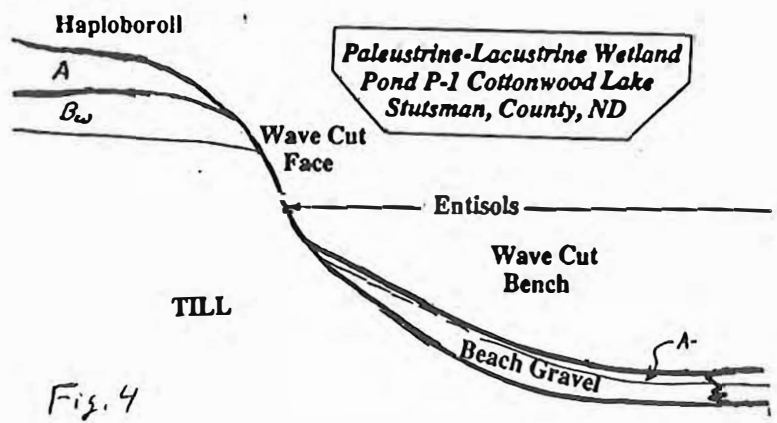 Haploboroll
A
Bω
Paleustrine-Lacustrine Wetland
Pond P-1 Cottonwood Lake
Stutsman, County, ND
Wave Cut
Face
Entisols
Wave Cut
Bench
TILL
Beach Gravel
A-
Fig. 4